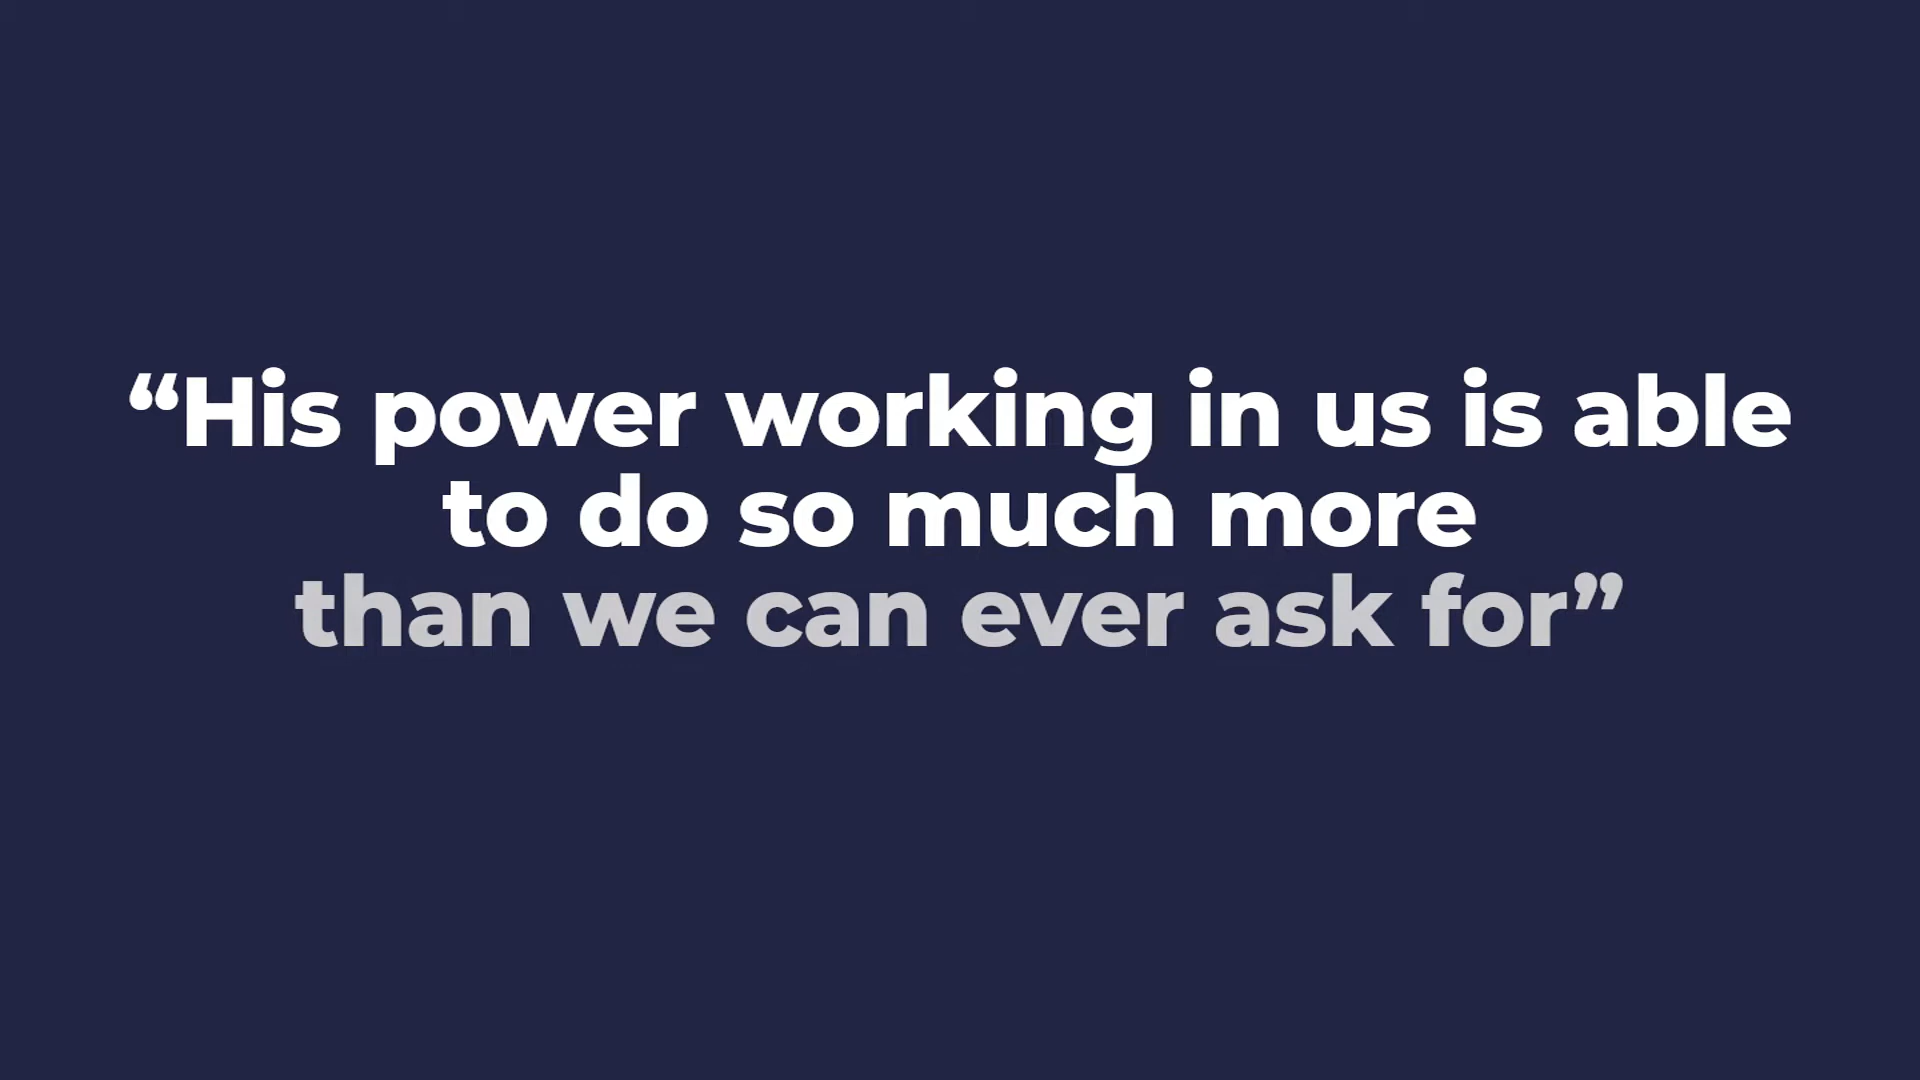 “His power working in us is able
to do so much more
than we can ever ask for”